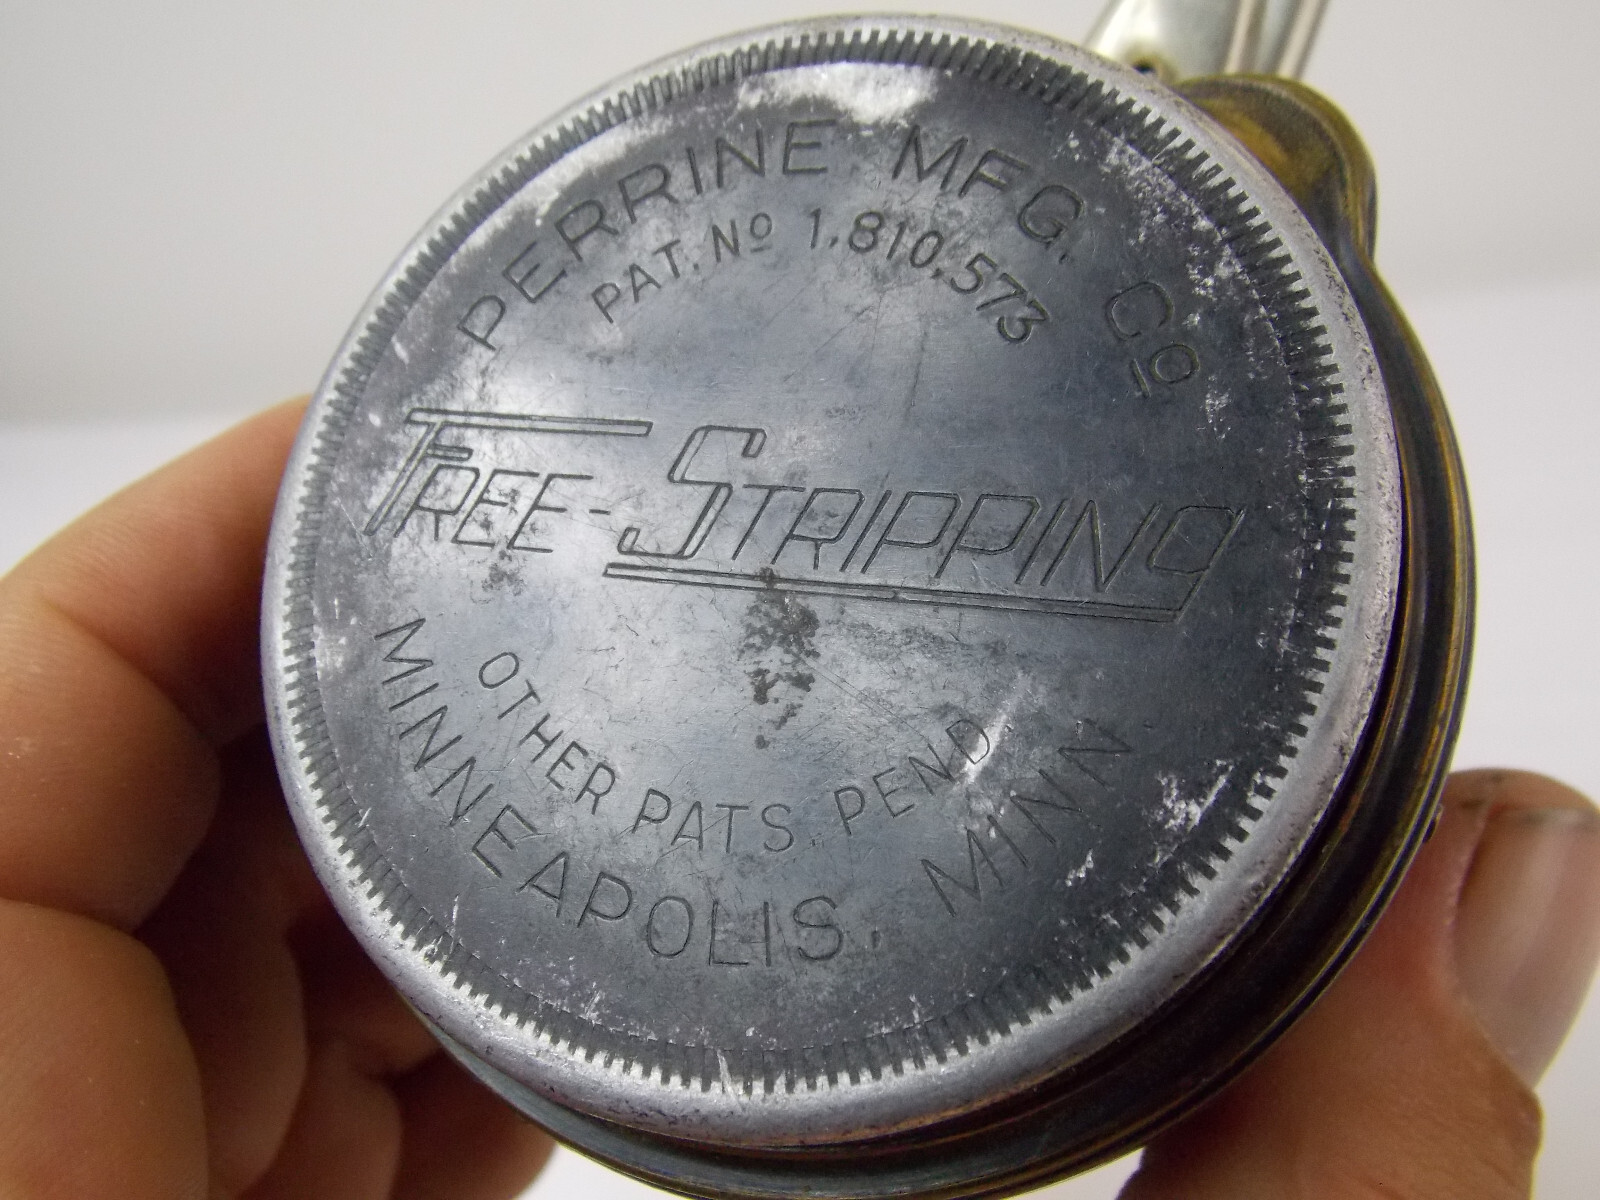 PERRINE MFG. Co
PAT. No 1,810,573
FREE-STRIPPING
OTHER PATS. PEND.
MINNEAPOLIS, MINN